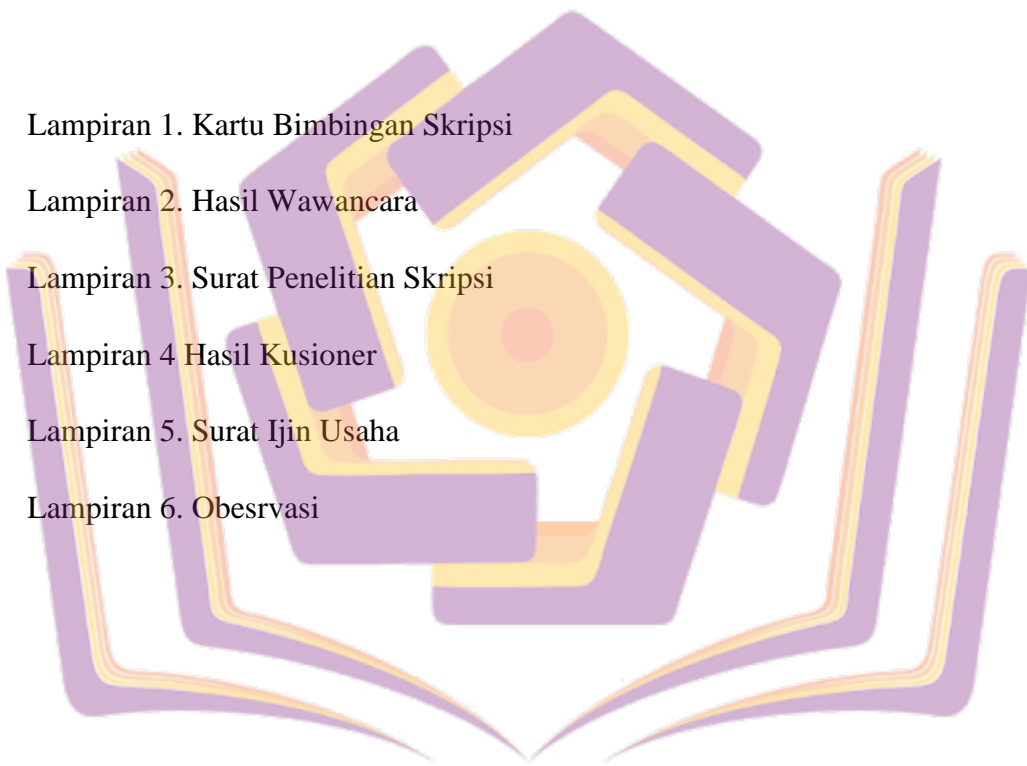 Lampiran 1. Kartu Bimbingan Skripsi
Lampiran 2. Hasil Wawancara
Lampiran 3. Surat Penelitian Skripsi
Lampiran 4 Hasil Kusioner
Lampiran 5. Surat Ijin Usaha
Lampiran 6. Obesrvasi